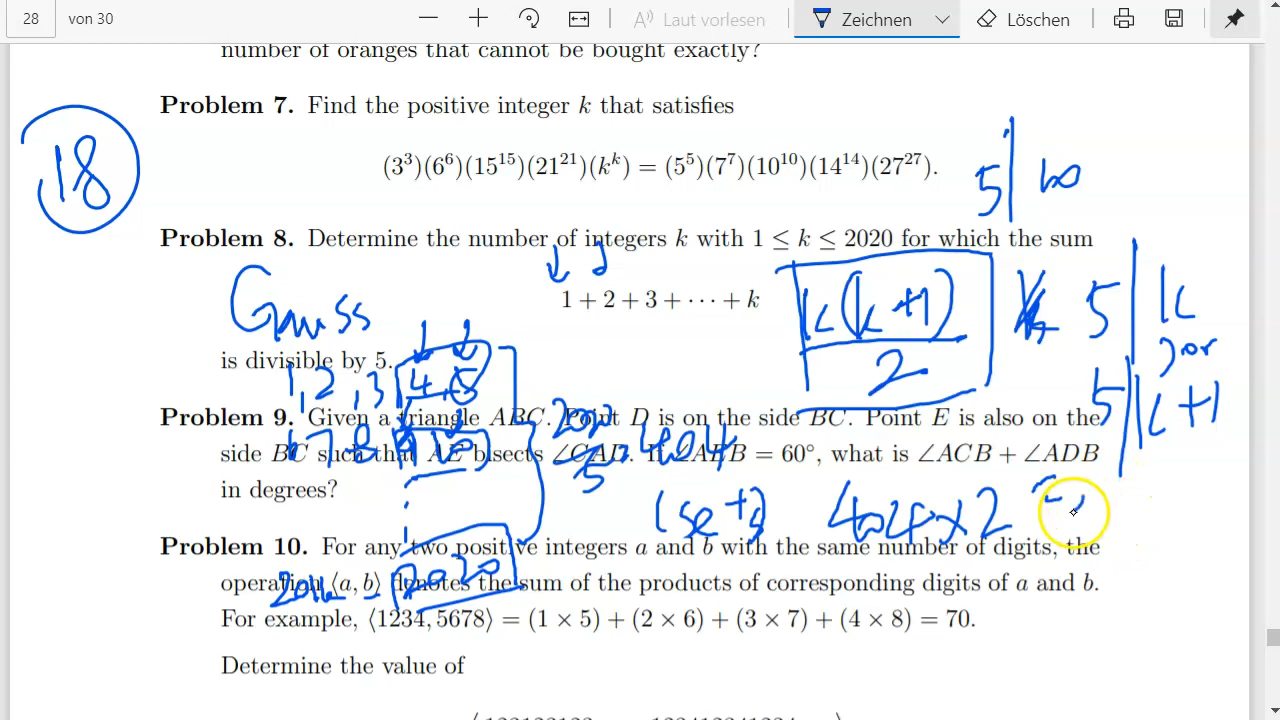 28 von 30 Laut vorlesen Zeichnen Löschen
number of oranges that cannot be bought exactly?
Problem 7. Find the positive integer k that satisfies
(3³)(6⁶)(15¹⁵)(21²¹)(kᵏ) = (5⁵)(7⁷)(10¹⁰)(14¹⁴)(27²⁷).
18
5 |
Problem 8. Determine the number of integers k with 1 ≤ k ≤ 2020 for which the sum
1 + 2 + 3 + ··· + k
k(k+1)
2
5 | k
or
5 | k+1
Gauss
is divisible by 5.
1, 2, 3, 4, 5
Problem 9. Given a triangle ABC. Point D is on the side BC. Point E is also on the
side BC such that AE bisects ∠CAD. If ∠AEB = 60°, what is ∠ACB + ∠ADB
in degrees?
2020
5
= 404
404 x 2 =
Problem 10. For any two positive integers a and b with the same number of digits, the
operation ⟨a, b⟩ denotes the sum of the products of corresponding digits of a and b.
2016 2020
For example, ⟨1234, 5678⟩ = (1 × 5) + (2 × 6) + (3 × 7) + (4 × 8) = 70.
Determine the value of